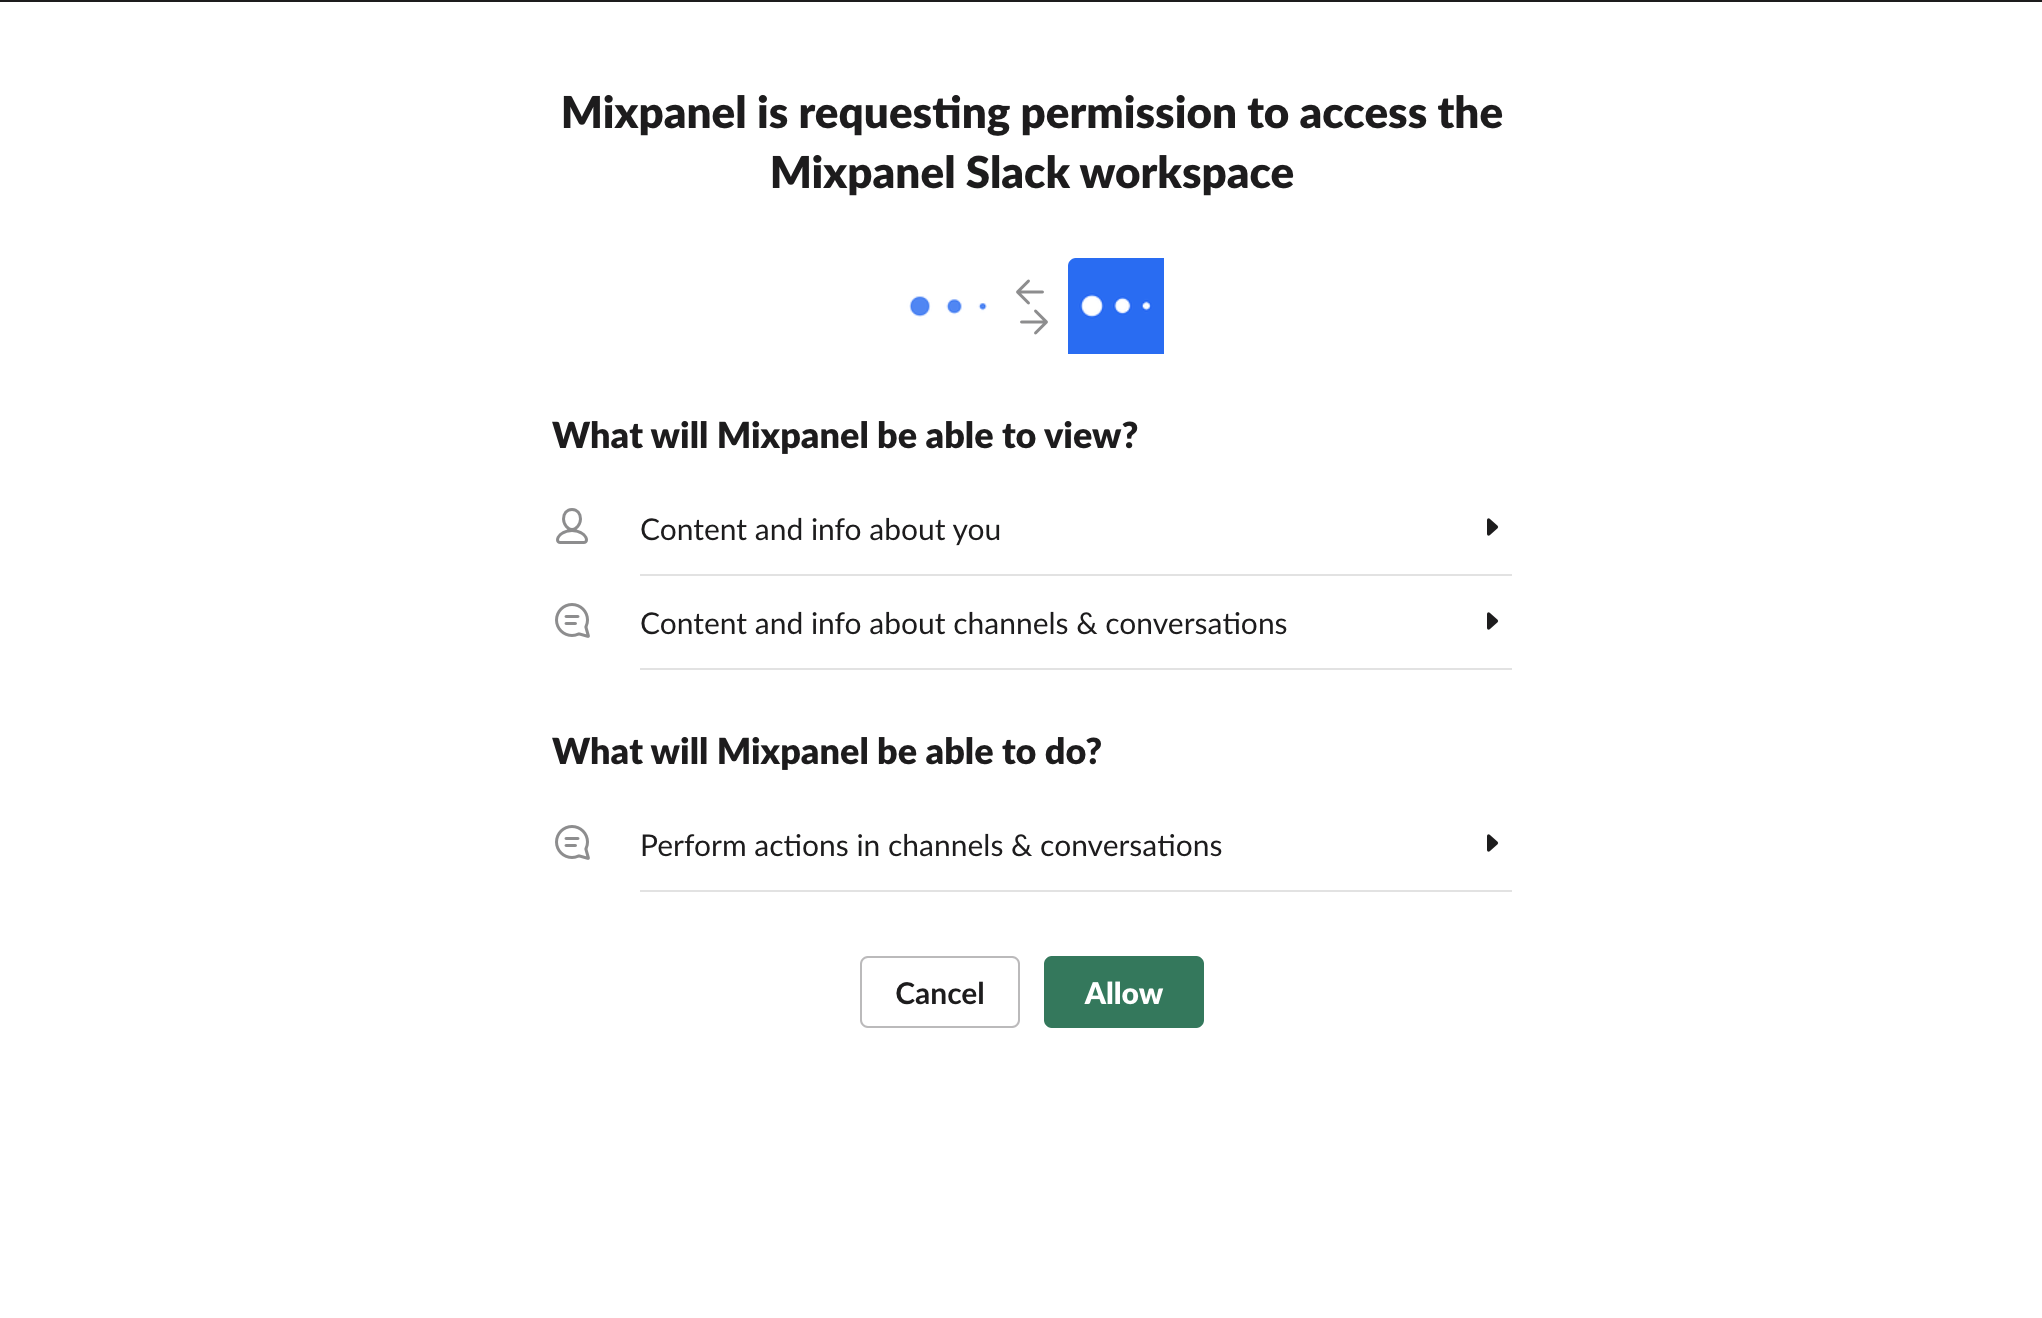 Mixpanel is requesting permission to access the
Mixpanel Slack workspace
What will Mixpanel be able to view?
Content and info about you
Content and info about channels & conversations
What will Mixpanel be able to do?
Perform actions in channels & conversations
Cancel
Allow